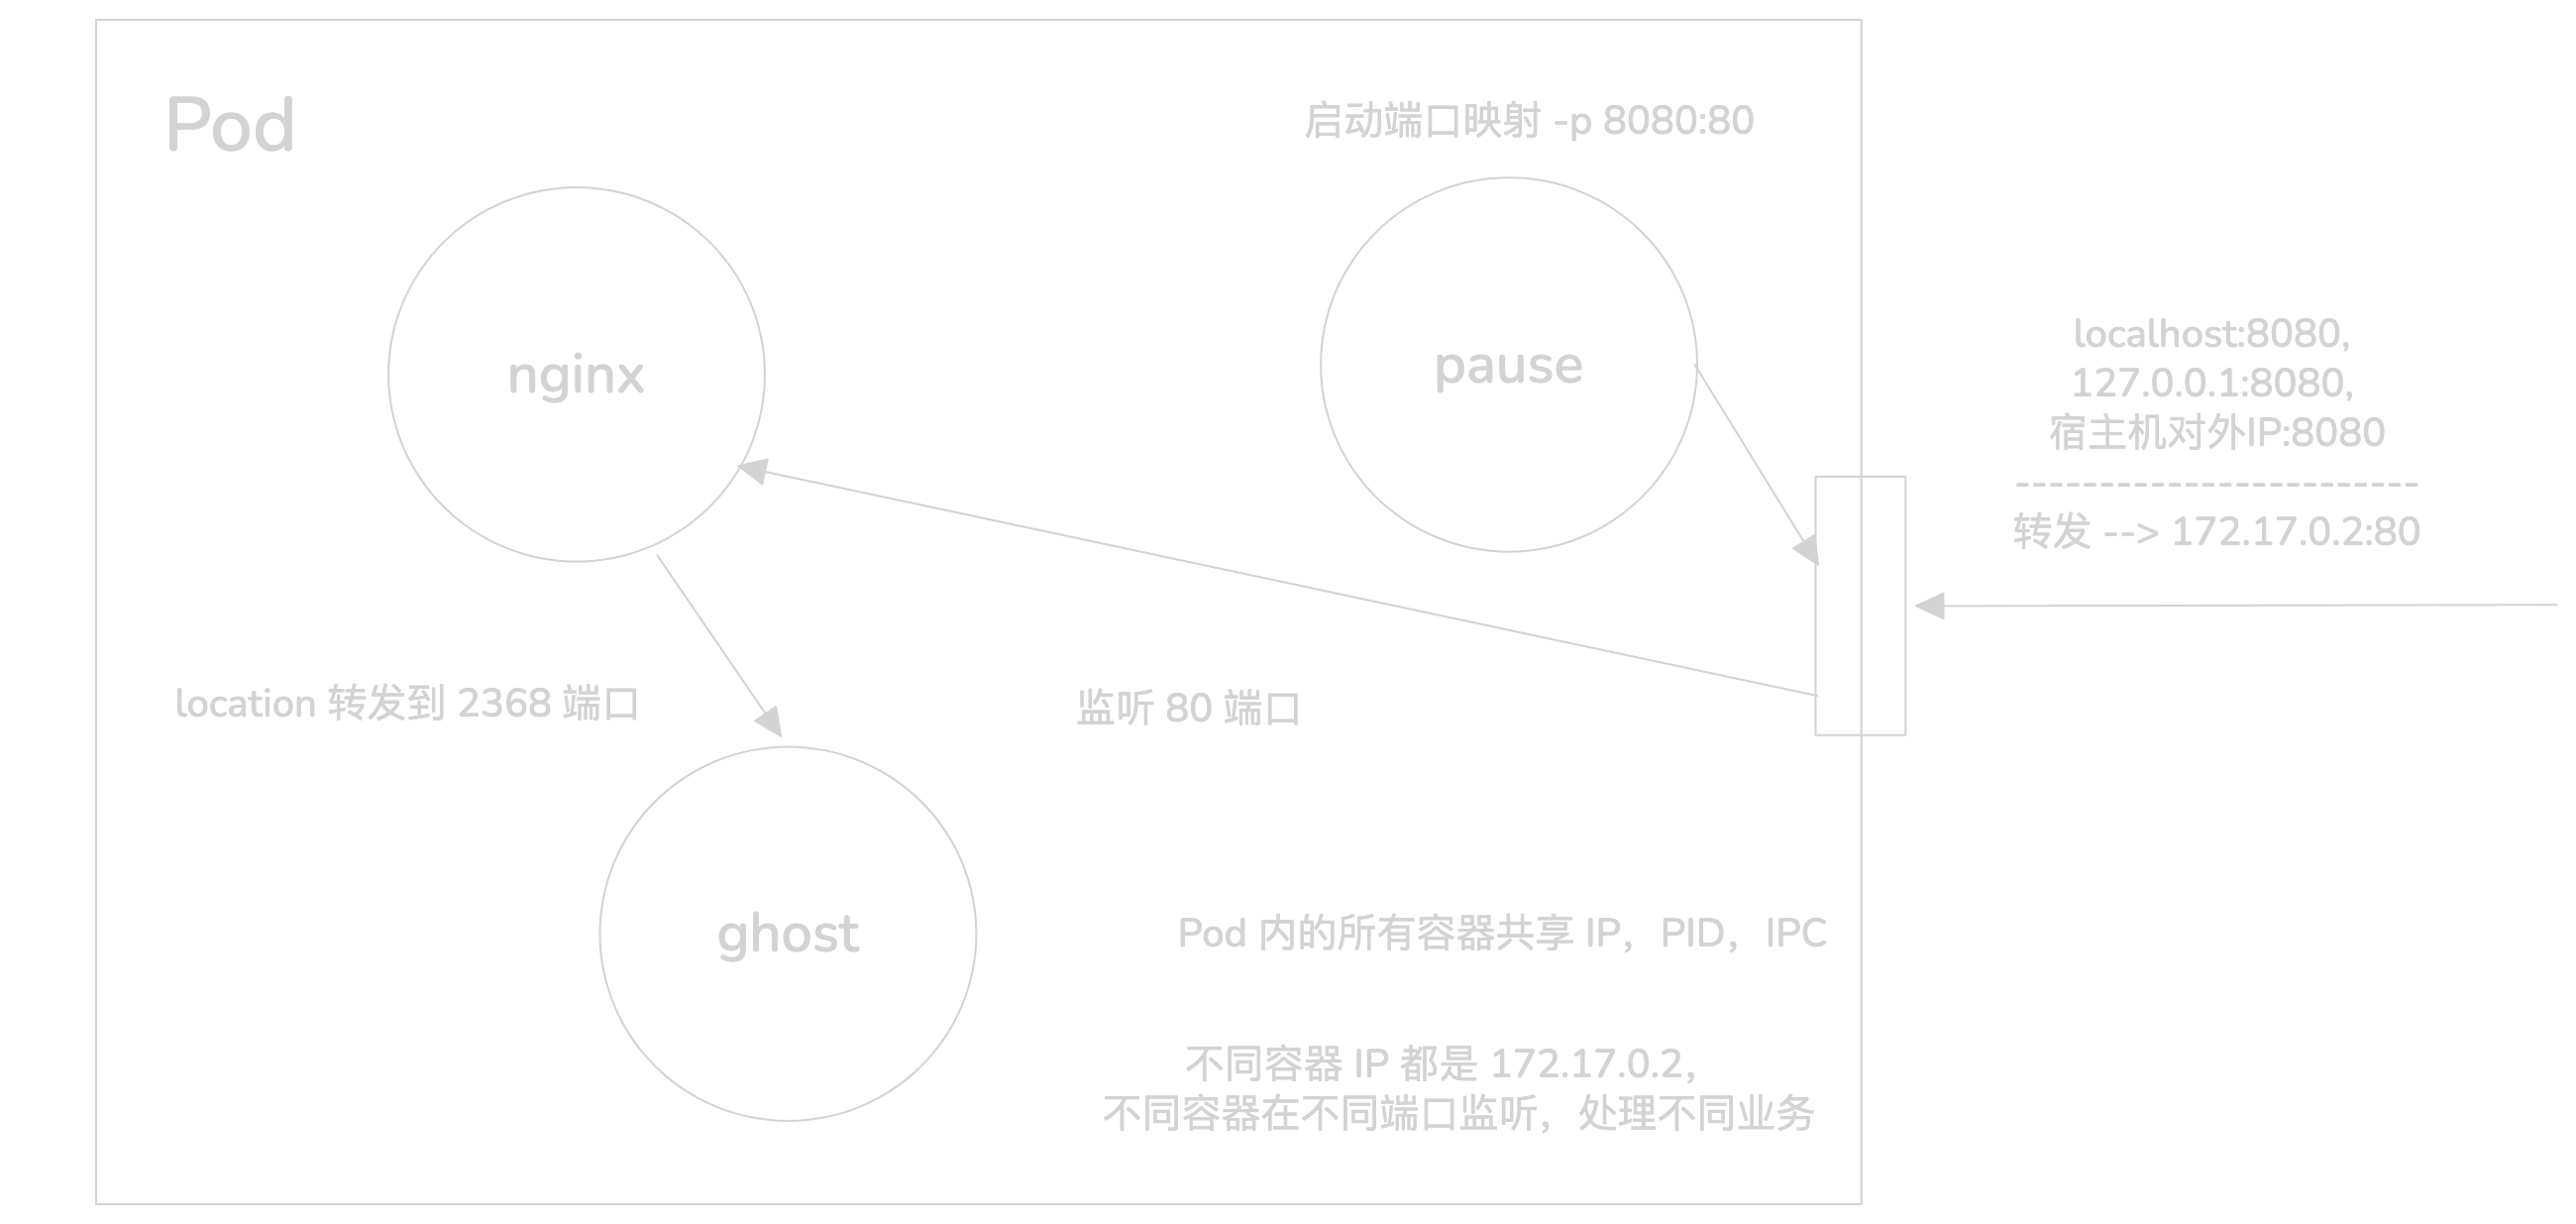 Pod
启动端口映射 -p 8080:80
nginx
pause
localhost:8080,
127.0.0.1:8080,
宿主机对外IP:8080
------------------------
转发 --> 172.17.0.2:80
location 转发到 2368 端口
监听 80 端口
ghost
Pod 内的所有容器共享 IP，PID，IPC
不同容器 IP 都是 172.17.0.2，
不同容器在不同端口监听，处理不同业务